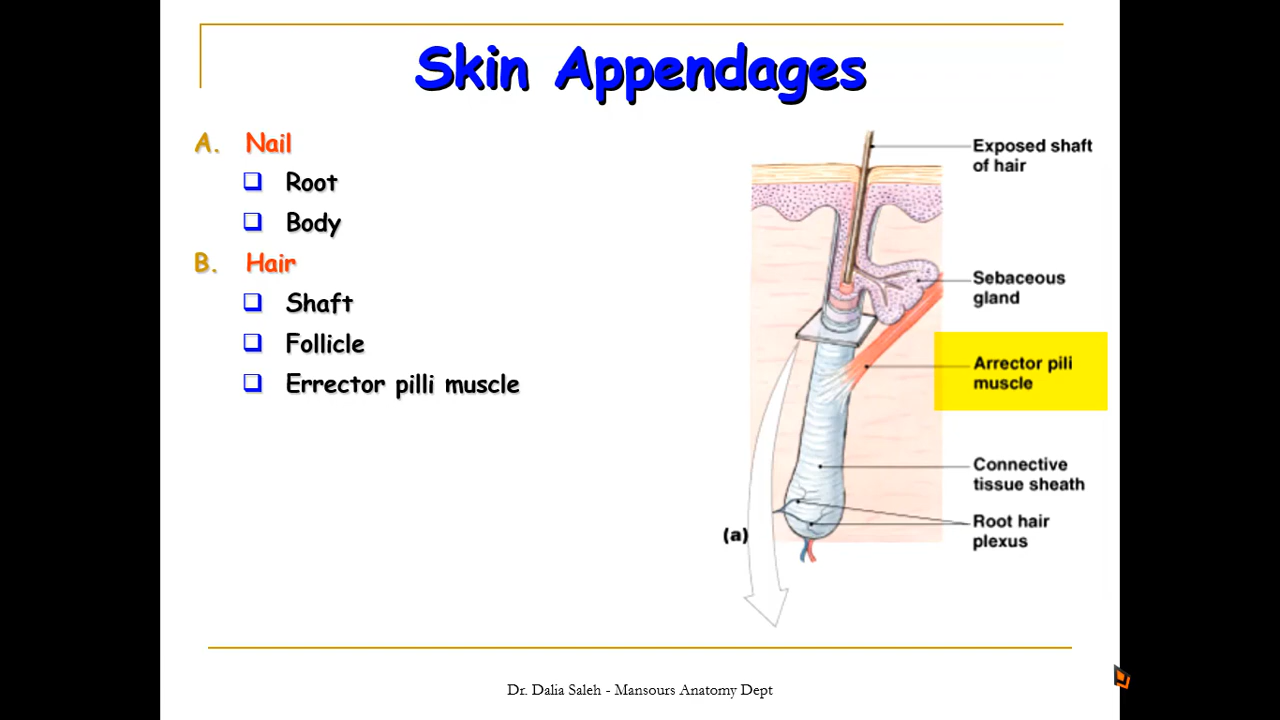 Skin Appendages
A. Nail
Root
Body
B. Hair
Shaft
Follicle
Errector pilli muscle
Exposed shaft
of hair
Sebaceous
gland
Arrector pili
muscle
Connective
tissue sheath
Root hair
plexus
(a)
Dr. Dalia Saleh - Mansours Anatomy Dept